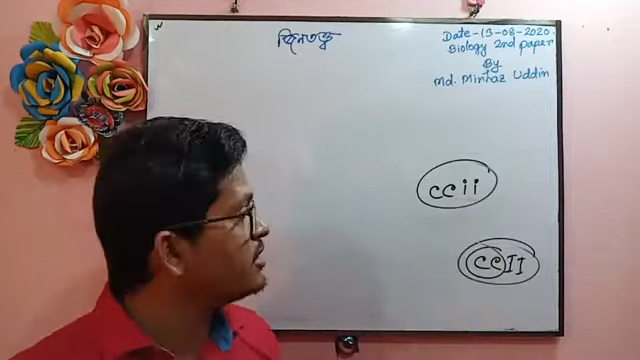 জিনতত্ত্ব
Date-13-08-2020.
Biology 2nd paper
By
Md. Mintaz Uddin
ccii
ccII